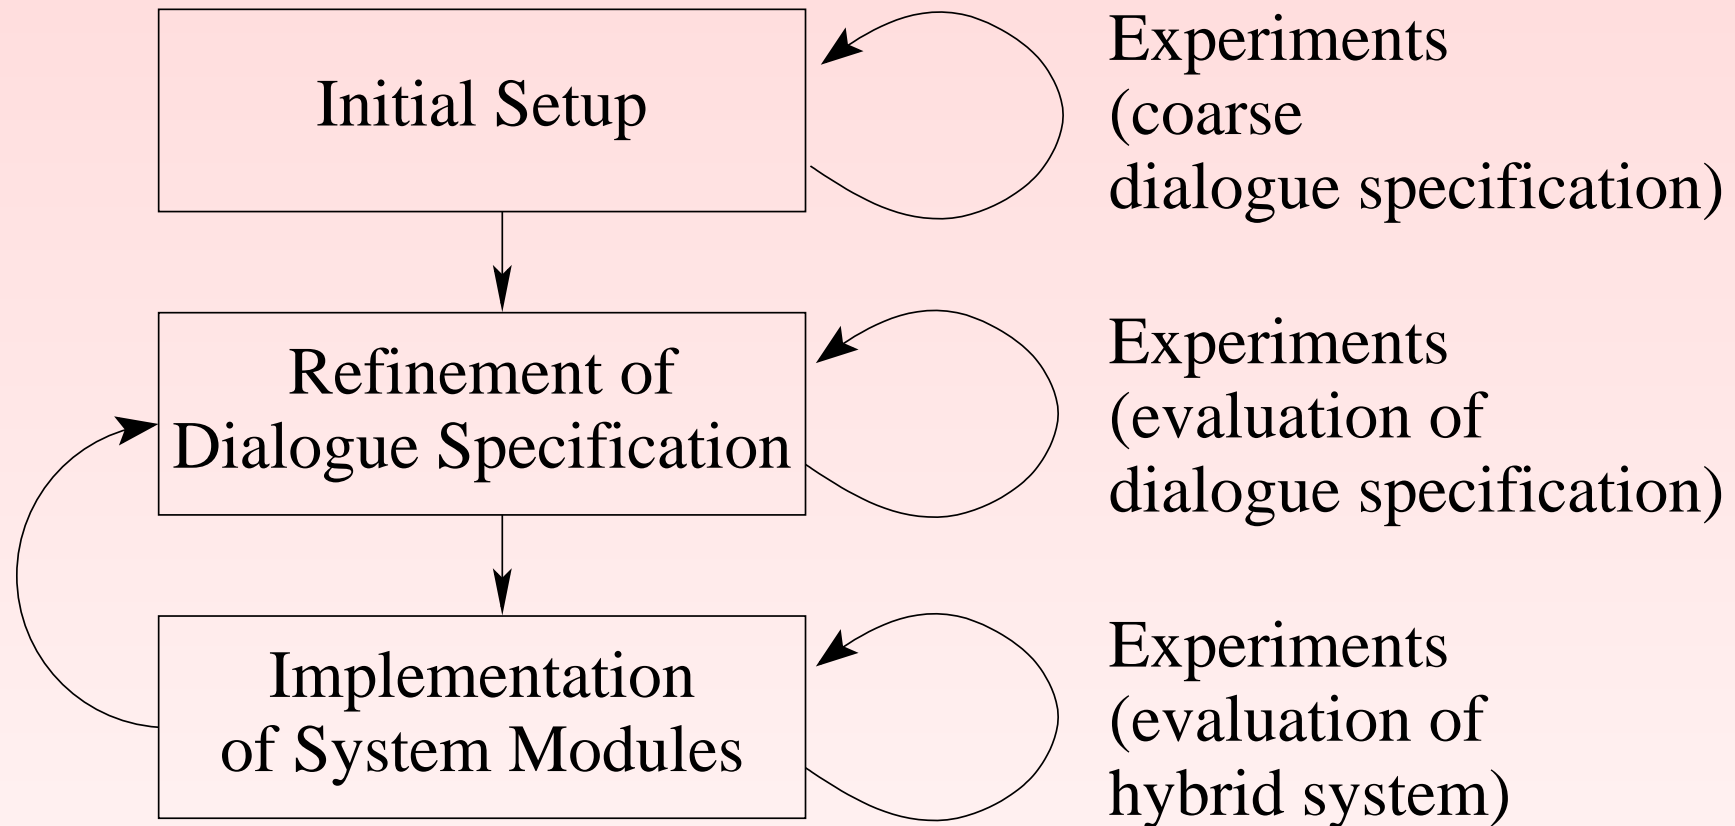 Initial Setup
Experiments
(coarse
dialogue specification)
Refinement of
Dialogue Specification
Experiments
(evaluation of
dialogue specification)
Implementation
of System Modules
Experiments
(evaluation of
hybrid system)